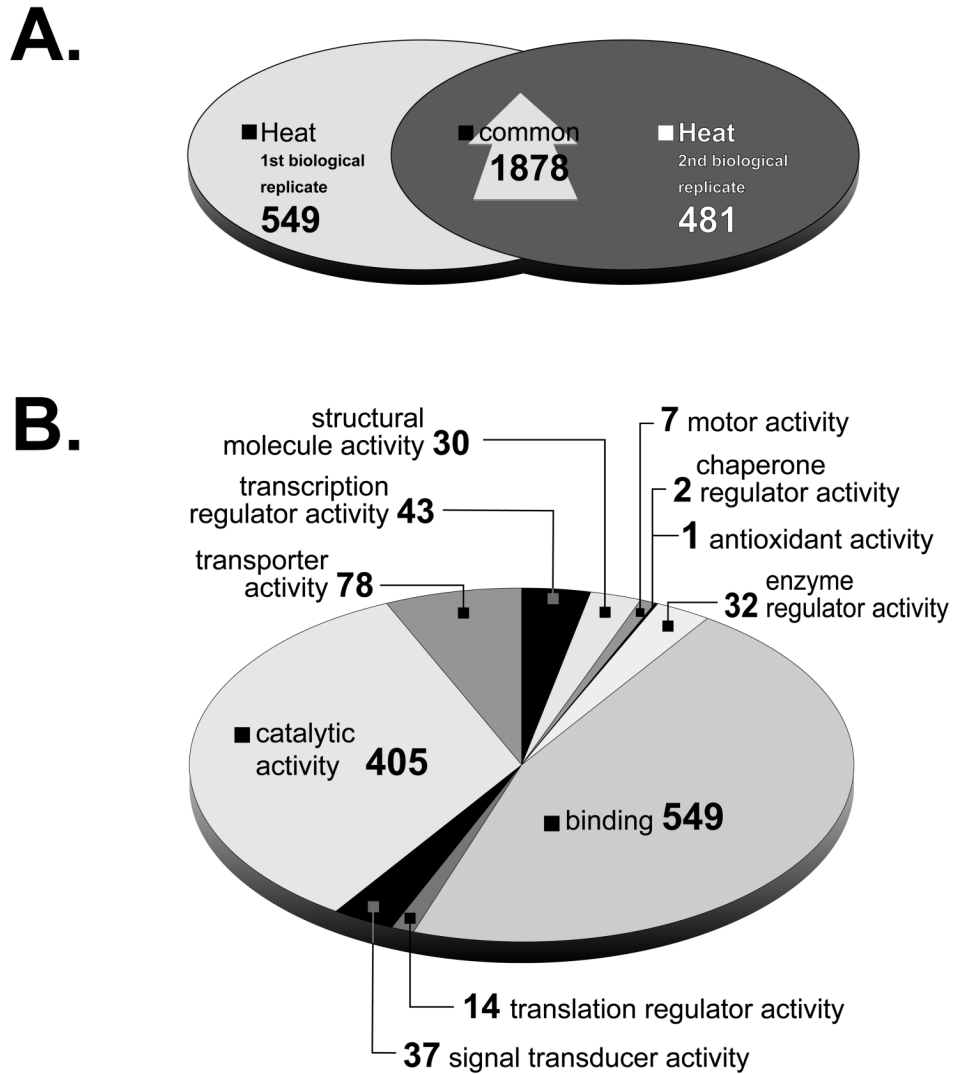 A.
Heat
1st biological
replicate
549
common
1878
Heat
2nd biological
replicate
481
B.
structural
molecule activity 30
transcription
regulator activity 43
transporter
activity 78
7 motor activity
chaperone
2 regulator activity
1 antioxidant activity
enzyme
32 regulator activity
catalytic
activity 405
binding 549
14 translation regulator activity
37 signal transducer activity